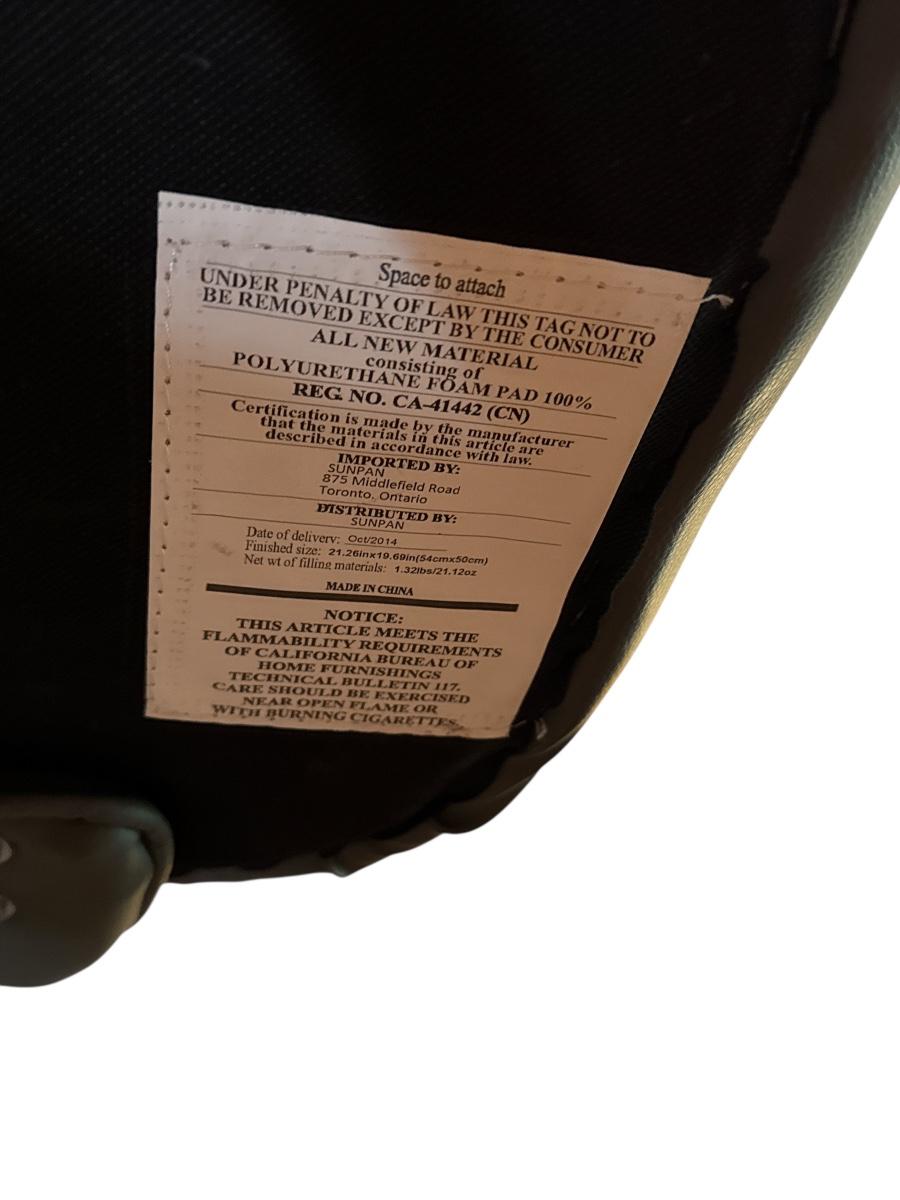 Space to attach
UNDER PENALTY OF LAW THIS TAG NOT TO
BE REMOVED EXCEPT BY THE CONSUMER
ALL NEW MATERIAL
consisting of
POLYURETHANE FOAM PAD 100%
REG. NO. CA-41442 (CN)
Certification is made by the manufacturer
that the materials in this article are
described in accordance with law.
IMPORTED BY:
SUNPAN
875 Middlefield Road
Toronto, Ontario
DISTRIBUTED BY:
SUNPAN
Date of delivery: Oct/2014
Finished size: 21.26inx19.69in(54cmx50cm)
Net wt of filling materials: 1.32lbs/21.12oz
MADE IN CHINA
NOTICE:
THIS ARTICLE MEETS THE
FLAMMABILITY REQUIREMENTS
OF CALIFORNIA BUREAU OF
HOME FURNISHINGS
TECHNICAL BULLETIN 117.
CARE SHOULD BE EXERCISED
NEAR OPEN FLAME OR
WITH BURNING CIGARETTES.